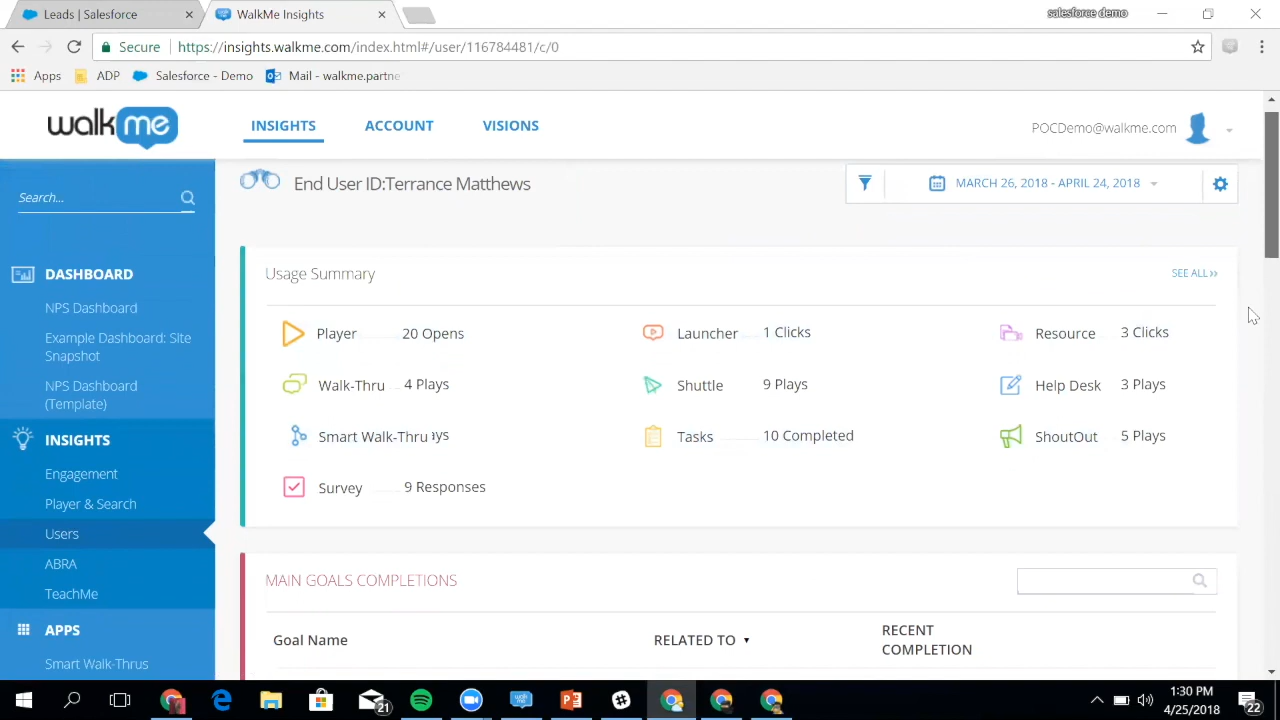 Leads | Salesforce
WalkMe Insights
salesforce demo
Secure
https://insights.walkme.com/index.html#/user/116784481/c/0
Apps
ADP
Salesforce - Demo
Mail - walkme.partne
walk me
INSIGHTS
ACCOUNT
VISIONS
POCDemo@walkme.com
Search...
End User ID:Terrance Matthews
MARCH 26, 2018 - APRIL 24, 2018
DASHBOARD
NPS Dashboard
Example Dashboard: Site
Snapshot
NPS Dashboard
(Template)
INSIGHTS
Engagement
Player & Search
Users
ABRA
TeachMe
APPS
Smart Walk-Thrus
Usage Summary
SEE ALL>>
Player 20 Opens
Launcher 1 Clicks
Resource 3 Clicks
Walk-Thru 4 Plays
Shuttle 9 Plays
Help Desk 3 Plays
Smart Walk-Thru ays
Tasks 10 Completed
ShoutOut 5 Plays
Survey 9 Responses
MAIN GOALS COMPLETIONS
Goal Name
RELATED TO
RECENT
COMPLETION
21
1:30 PM
4/25/2018
22